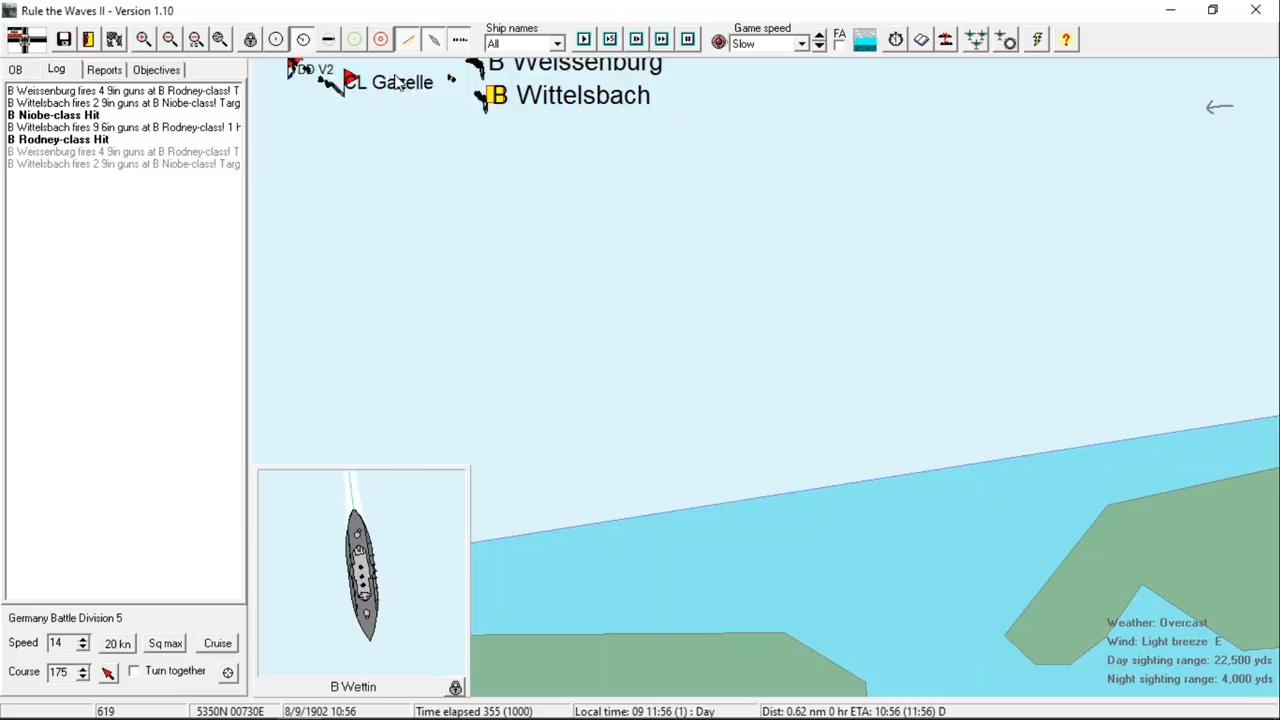 Rule the Waves II - Version 1.10
Ship names
All
Game speed
Slow
FA
OB
Log
Reports
Objectives
B Weissenburg fires 4 9in guns at B Rodney-class! T
B Wittelsbach fires 2 9in guns at B Niobe-class! Targ
B Niobe-class Hit
B Wittelsbach fires 9 6in guns at B Rodney-class! 1 h
B Rodney-class Hit
B Weissenburg fires 4 9in guns at B Rodney-class! T
B Wittelsbach fires 2 9in guns at B Niobe-class! Targ
DD V2
CL Gazelle
B Weissenburg
B Wittelsbach
B Wettin
Weather: Overcast
Wind: Light breeze E
Day sighting range: 22,500 yds
Night sighting range: 4,000 yds
Germany Battle Division 5
Speed 14 20 kn Sq max Cruise
Course 175 Turn together
619 5350N 00730E 8/9/1902 10:56 Time elapsed 355 (1000) Local time: 09 11:56 (1) : Day Dist: 0.62 nm 0 hr ETA: 10:56 (11:56) D